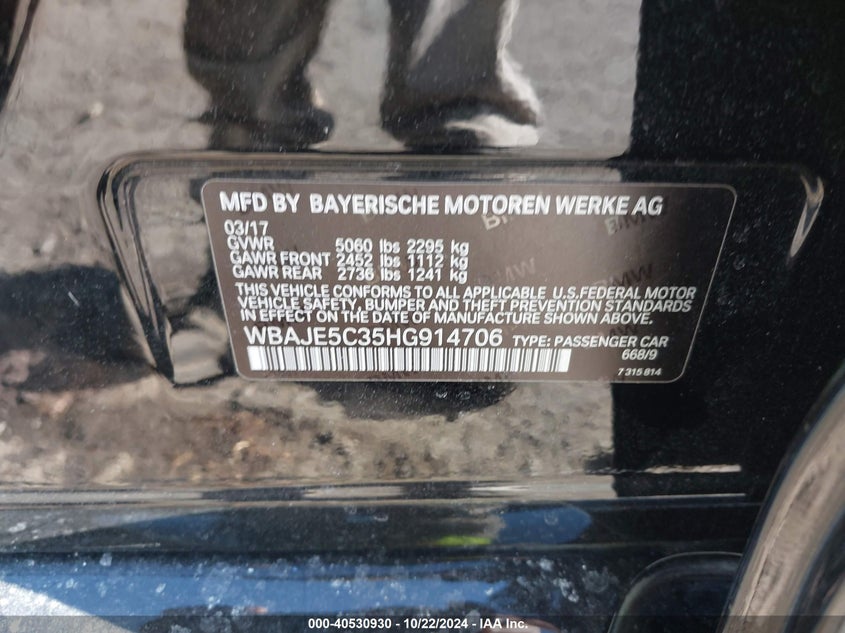 MFD BY BAYERISCHE MOTOREN WERKE AG
03/17
GVWR 5060 lbs 2295 kg
GAWR FRONT 2452 lbs 1112 kg
GAWR REAR 2736 lbs 1241 kg
THIS VEHICLE CONFORMS TO ALL APPLICABLE U.S.FEDERAL MOTOR
VEHICLE SAFETY, BUMPER AND THEFT PREVENTION STANDARDS
IN EFFECT ON THE DATE OF MANUFACTURE SHOWN ABOVE.
WBAJE5C35HG914706 TYPE: PASSENGER CAR
668/9
7 315 814
000-40530930 - 10/22/2024 - IAA Inc.